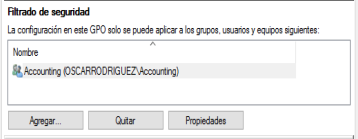 Filtrado de seguridad
La configuración en este GPO solo se puede aplicar a los grupos, usuarios y equipos siguientes:
Nombre
Accounting (OSCARRODRIGUEZ\Accounting)
Agregar... Quitar Propiedades